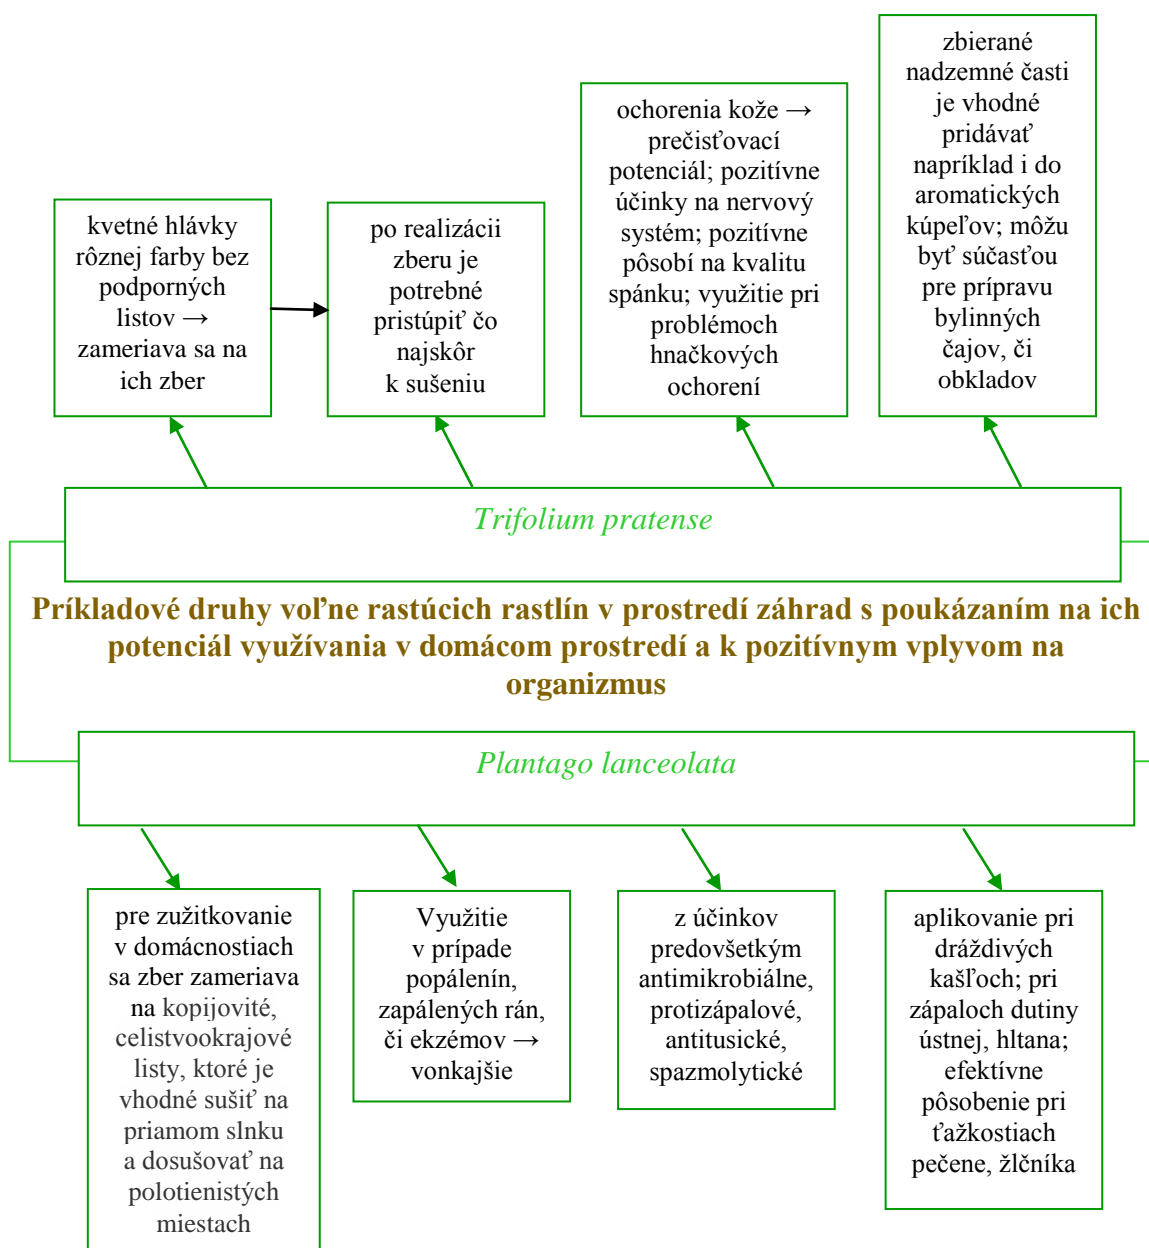 kvetné hlávky
rôznej farby bez
podporných
listov →
zameriava sa na
ich zber
po realizácii
zberu je
potrebné
pristúpiť čo
najskôr
k sušeniu
ochorenia kože →
prečisťovací
potenciál; pozitívne
účinky na nervový
systém; pozitívne
pôsobí na kvalitu
spánku; využitie pri
problémoch
hnačkových
ochorení
zbierané
nadzemné časti
je vhodné
pridávať
napríklad i do
aromatických
kúpeľov; môžu
byť súčasťou
pre prípravu
bylinných
čajov, či
obkladov
Trifolium pratense
Príkladové druhy voľne rastúcich rastlín v prostredí záhrad s poukázaním na ich
potenciál využívania v domácom prostredí a k pozitívnym vplyvom na
organizmus
Plantago lanceolata
pre zužitkovanie
v domácnostiach
sa zber zameriava
na kopijovité,
celistvookrajové
listy, ktoré je
vhodné sušiť na
priamom slnku
a dosušovať na
polotienistých
miestach
Využitie
v prípade
popálenín,
zapálených rán,
či ekzémov →
vonkajšie
z účinkov
predovšetkým
antimikrobiálne,
protizápalové,
antitusické,
spazmolytické
aplikovanie pri
dráždivých
kašľoch; pri
zápaloch dutiny
ústnej, hltana;
efektívne
pôsobenie pri
ťažkostiach
pečene, žlčníka